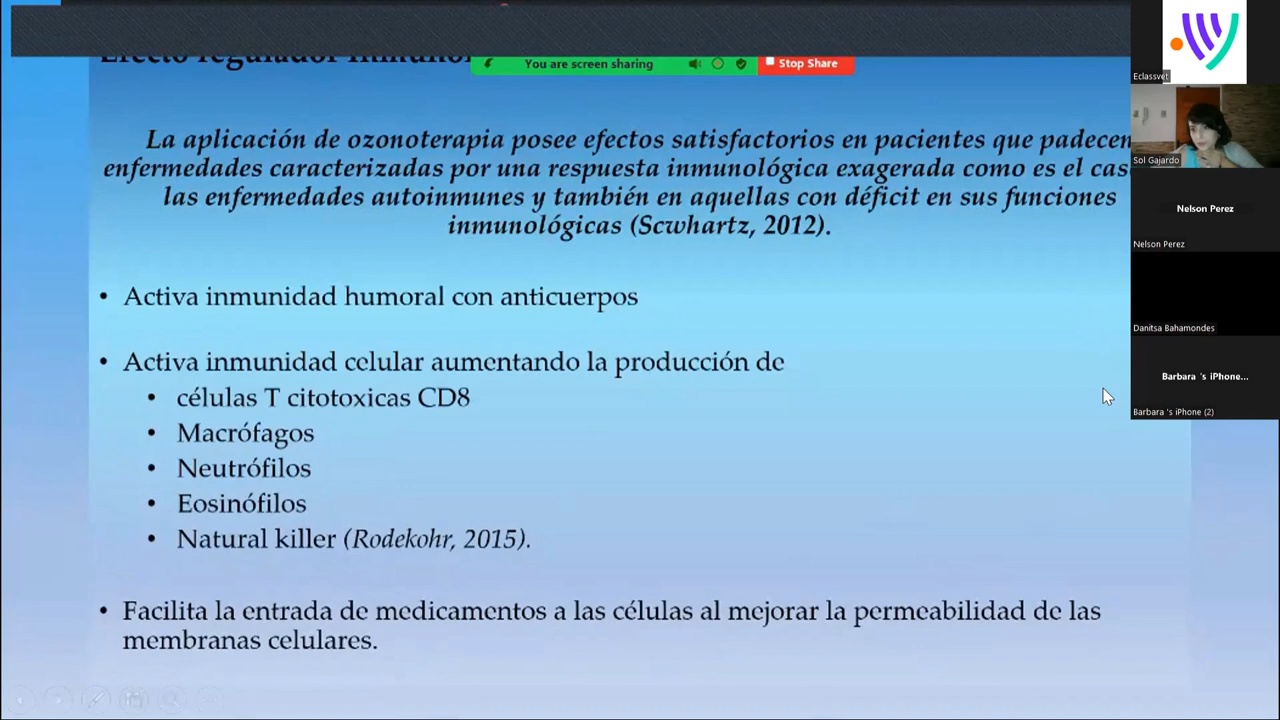 Efecto regulador inmunol
You are screen sharing
Stop Share
La aplicación de ozonoterapia posee efectos satisfactorios en pacientes que padecen
enfermedades caracterizadas por una respuesta inmunológica exagerada como es el cas
las enfermedades autoinmunes y también en aquellas con déficit en sus funciones
inmunológicas (Scwhartz, 2012).
• Activa inmunidad humoral con anticuerpos
• Activa inmunidad celular aumentando la producción de
• células T citotoxicas CD8
• Macrófagos
• Neutrófilos
• Eosinófilos
• Natural killer (Rodekohr, 2015).
• Facilita la entrada de medicamentos a las células al mejorar la permeabilidad de las
membranas celulares.
Eclassvet
Sol Gajardo
Nelson Perez
Nelson Perez
Danitsa Bahamondes
Barbara 's iPhone...
Barbara 's iPhone (2)